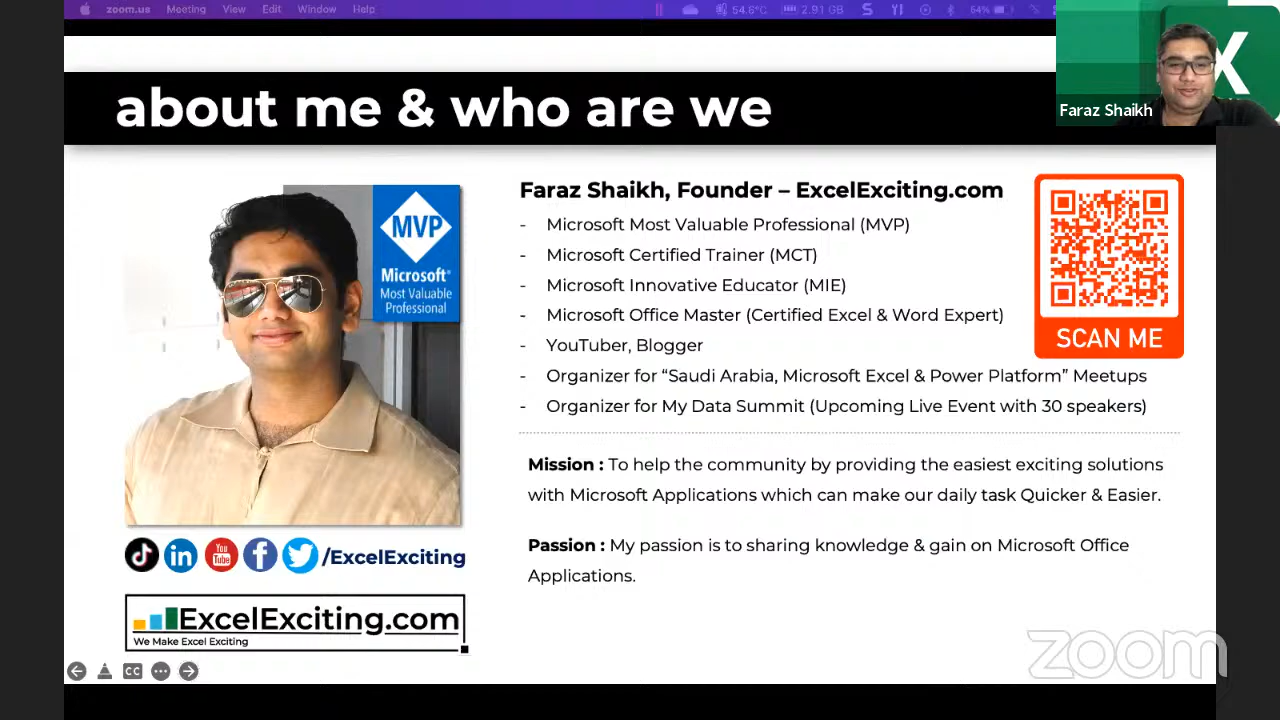 zoom.us Meeting View Edit Window Help 54.6°C 2.91 GB 64%
Faraz Shaikh
about me & who are we
MVP
Microsoft®
Most Valuable
Professional
Faraz Shaikh, Founder – ExcelExciting.com
- Microsoft Most Valuable Professional (MVP)
- Microsoft Certified Trainer (MCT)
- Microsoft Innovative Educator (MIE)
- Microsoft Office Master (Certified Excel & Word Expert)
- YouTuber, Blogger
- Organizer for “Saudi Arabia, Microsoft Excel & Power Platform” Meetups
- Organizer for My Data Summit (Upcoming Live Event with 30 speakers)
SCAN ME
Mission : To help the community by providing the easiest exciting solutions
with Microsoft Applications which can make our daily task Quicker & Easier.
Passion : My passion is to sharing knowledge & gain on Microsoft Office
Applications.
in You Tube f /ExcelExciting
ExcelExciting.com
We Make Excel Exciting
CC
zoom